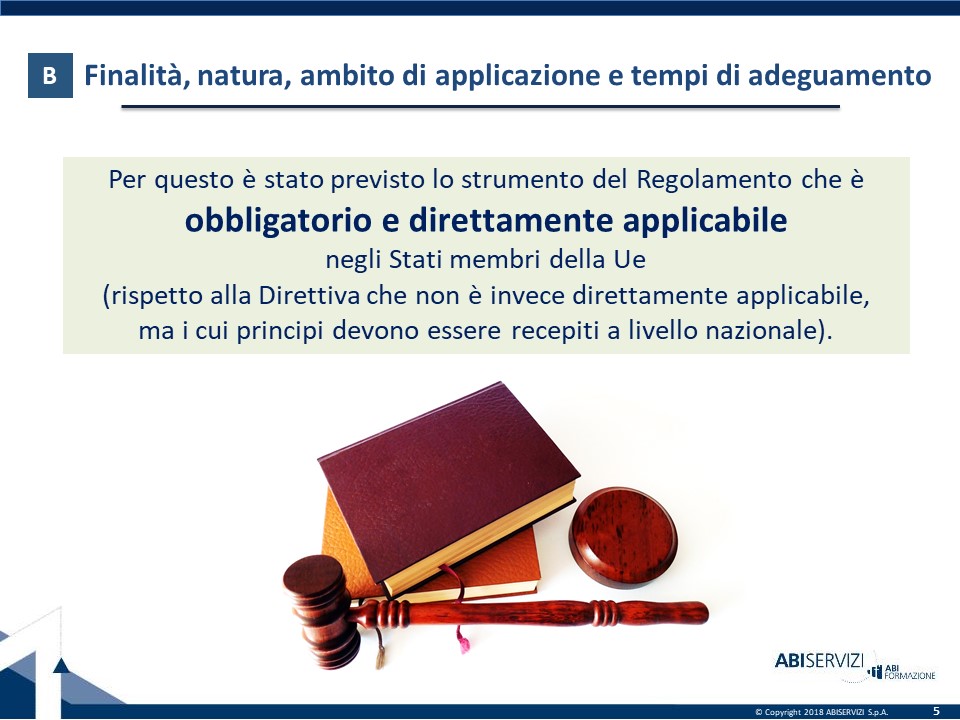 B
Finalità, natura, ambito di applicazione e tempi di adeguamento
Per questo è stato previsto lo strumento del Regolamento che è
obbligatorio e direttamente applicabile
negli Stati membri della Ue
(rispetto alla Direttiva che non è invece direttamente applicabile,
ma i cui principi devono essere recepiti a livello nazionale).
ABISERVIZI
ABI
FORMAZIONE
© Copyright 2018 ABISERVIZI S.p.A.
5